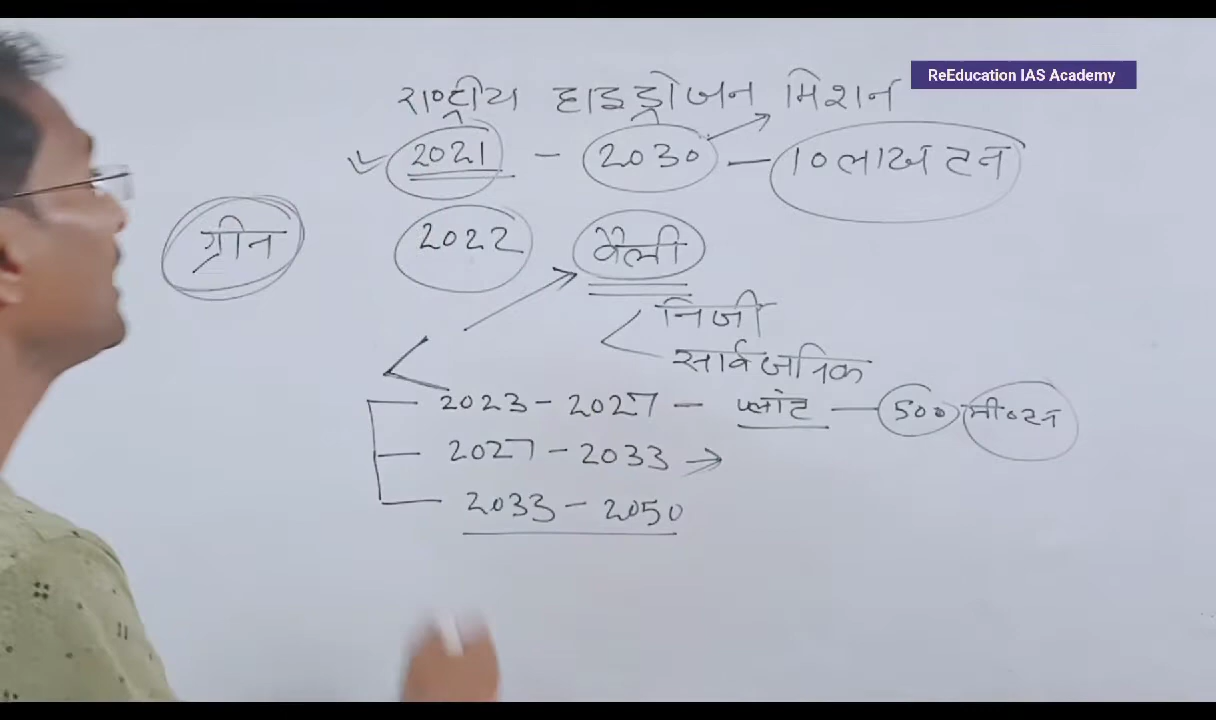 ReEducation IAS Academy
राष्ट्रीय हाइड्रोजन मिशन
2021 - 2030 - 10 लाख टन
ग्रीन 2022 वैली
निजी
सार्वजनिक
2023 - 2027 - प्लांट - 500 मी०टन
2027 - 2033 →
2033 - 2050